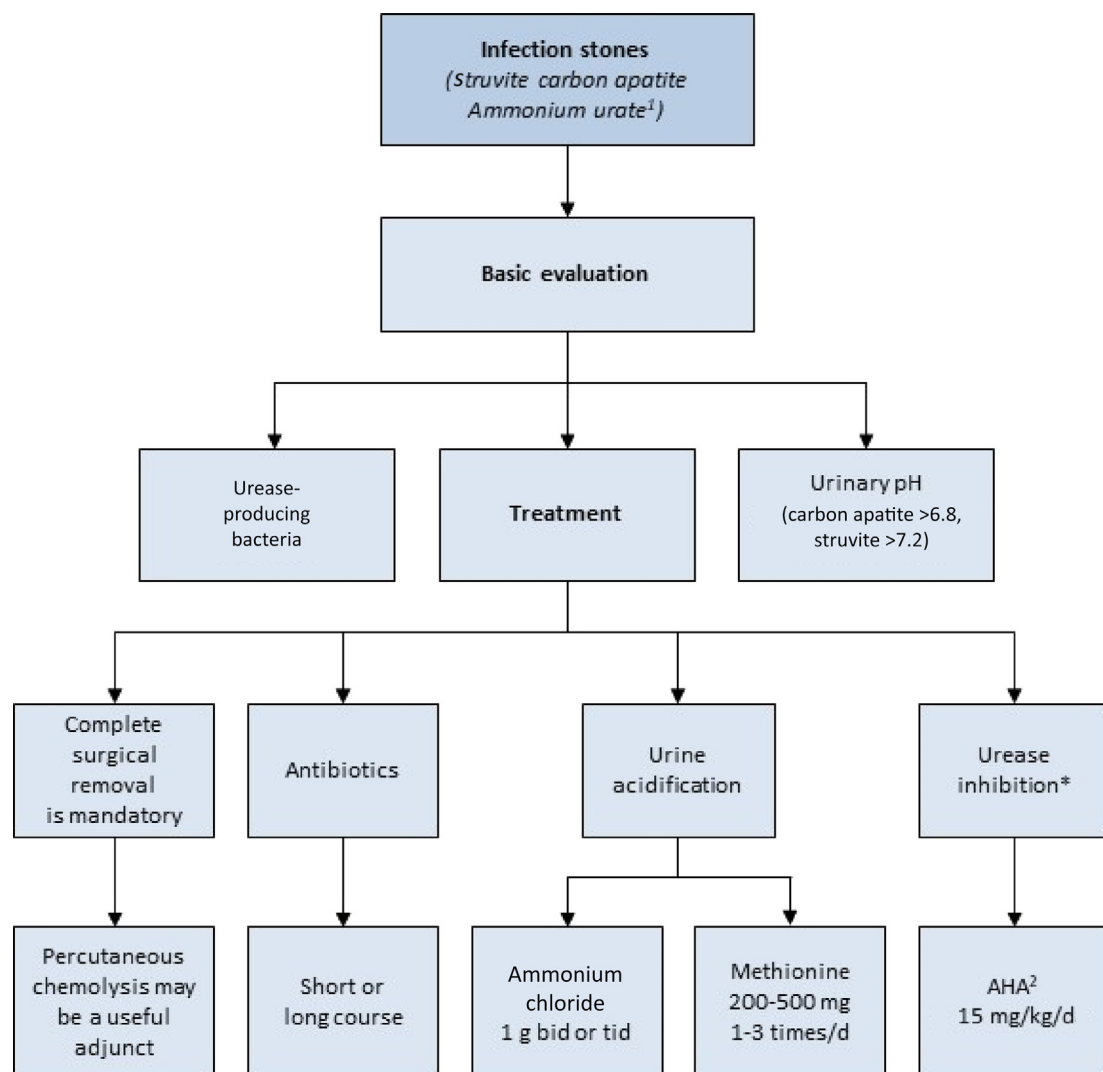 Infection stones
(Struvite carbon apatite
Ammonium urate¹)
Basic evaluation
Urease-
producing
bacteria
Treatment
Urinary pH
(carbon apatite >6.8,
struvite >7.2)
Complete
surgical
removal
is mandatory
Antibiotics
Urine
acidification
Urease
inhibition*
Percutaneous
chemolysis may
be a useful
adjunct
Short or
long course
Ammonium
chloride
1 g bid or tid
Methionine
200-500 mg
1-3 times/d
AHA²
15 mg/kg/d